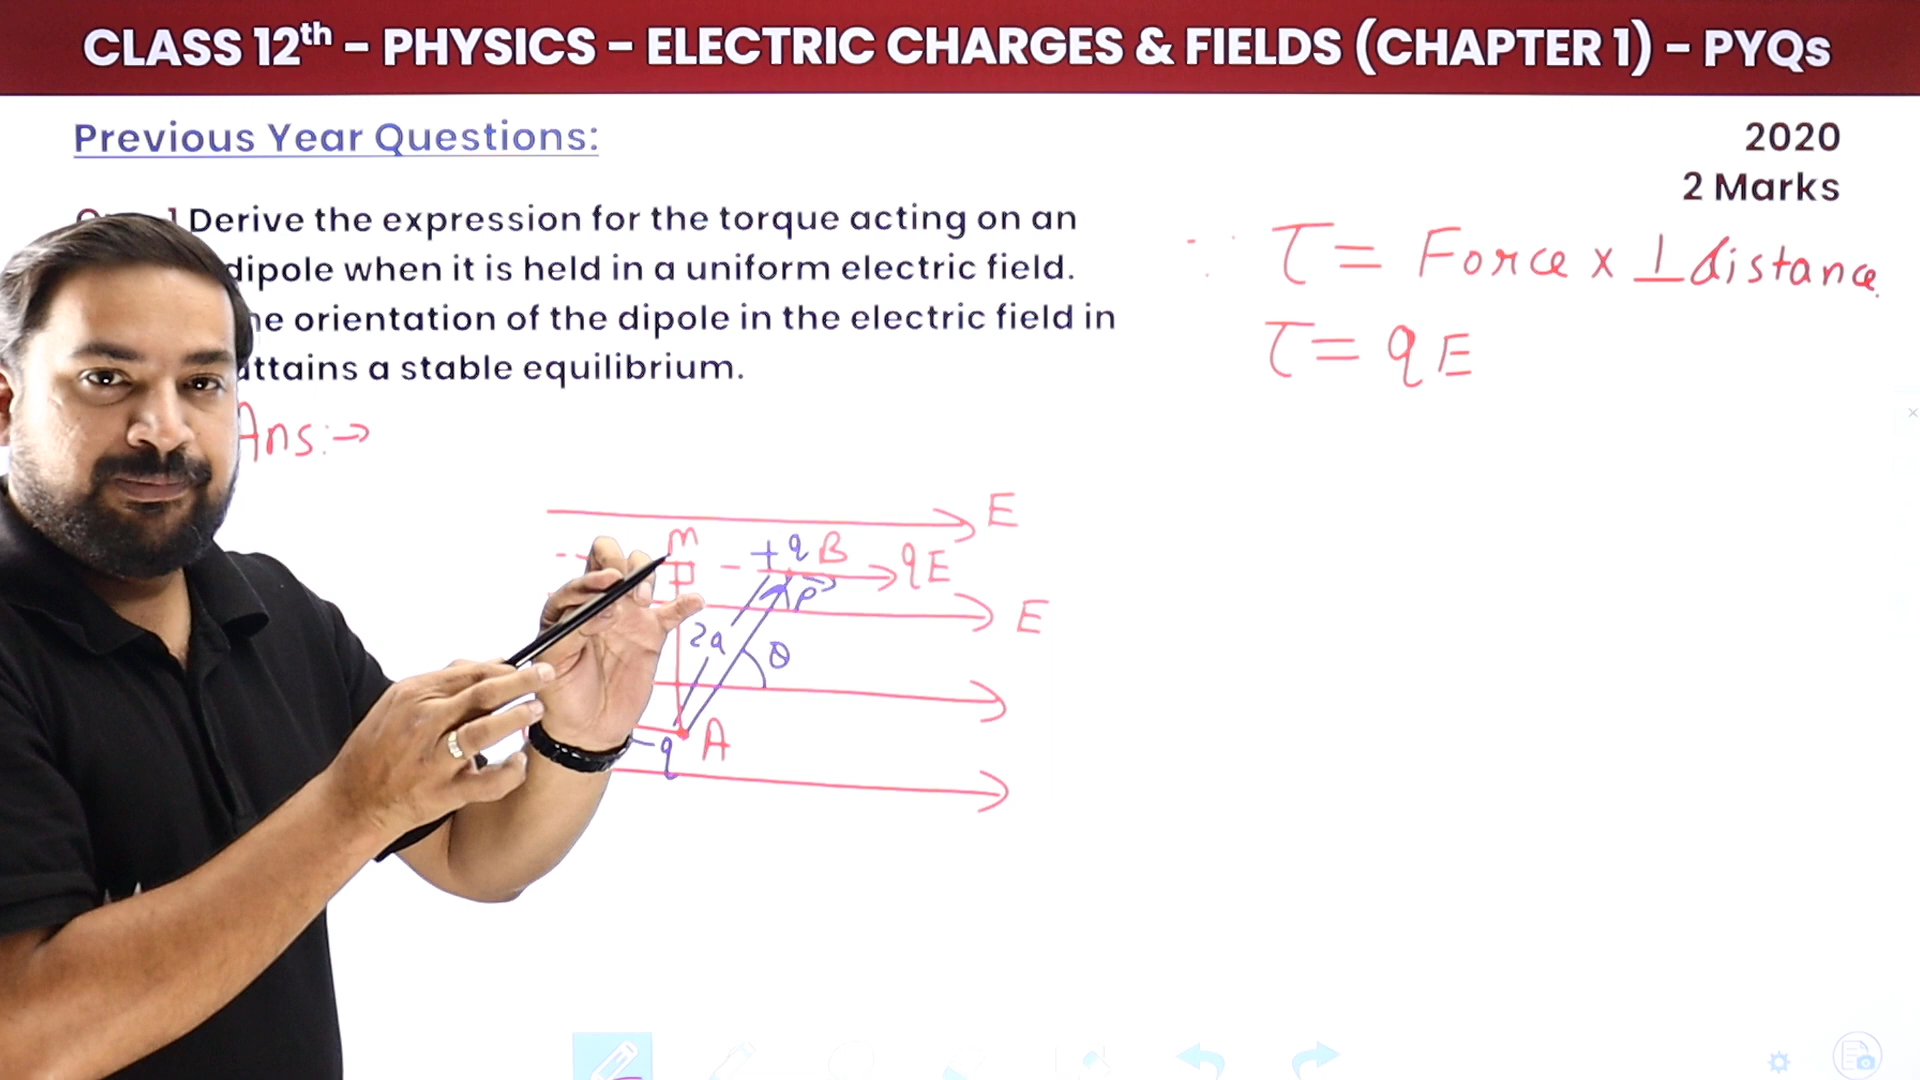 CLASS 12th – PHYSICS – ELECTRIC CHARGES & FIELDS (CHAPTER 1) – PYQs
Previous Year Questions:
2020
2 Marks
1 Derive the expression for the torque acting on an
dipole when it is held in a uniform electric field.
orientation of the dipole in the electric field in
attains a stable equilibrium.
∵ τ = Force x ⊥ distance
τ = qE
Ans:→
E
M
+q B
qE
P
E
2a
θ
-q A